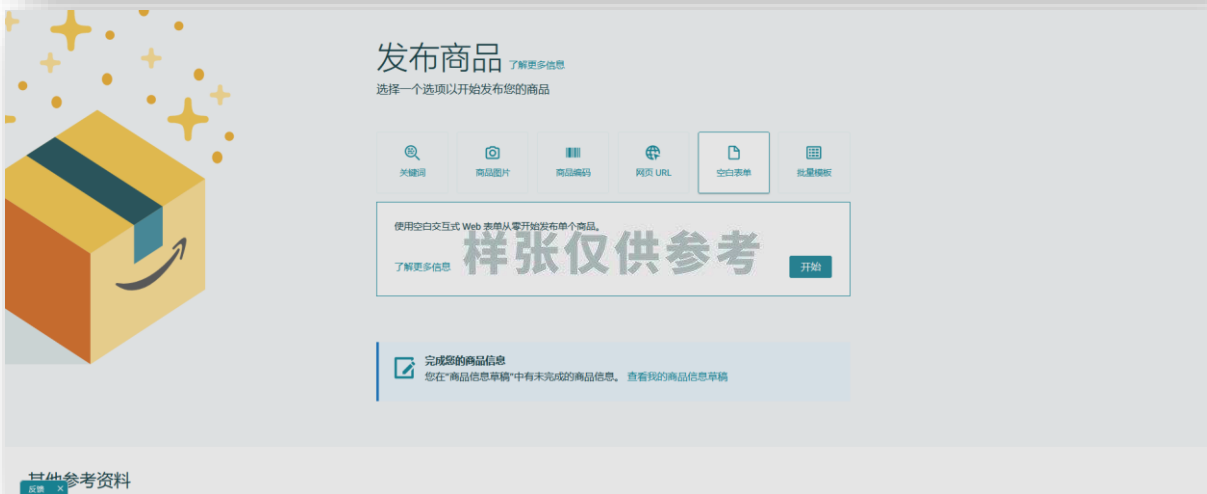 发布商品 了解更多信息
选择一个选项以开始发布您的商品
关键词 商品图片 商品编码 网页 URL 空白表单 批量模板
使用空白交互式 Web 表单从零开始发布单个商品。
样张仅供参考
了解更多信息 开始
完成您的商品信息
您在“商品信息草稿”中有未完成的商品信息。 查看我的商品信息草稿
其他参考资料
反馈 ×